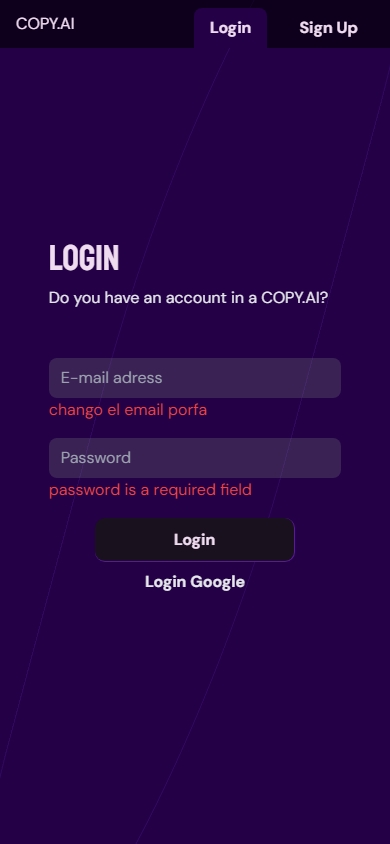 COPY.AI
Login
Sign Up
LOGIN
Do you have an account in a COPY.AI?
E-mail adress
chango el email porfa
Password
password is a required field
Login
Login Google